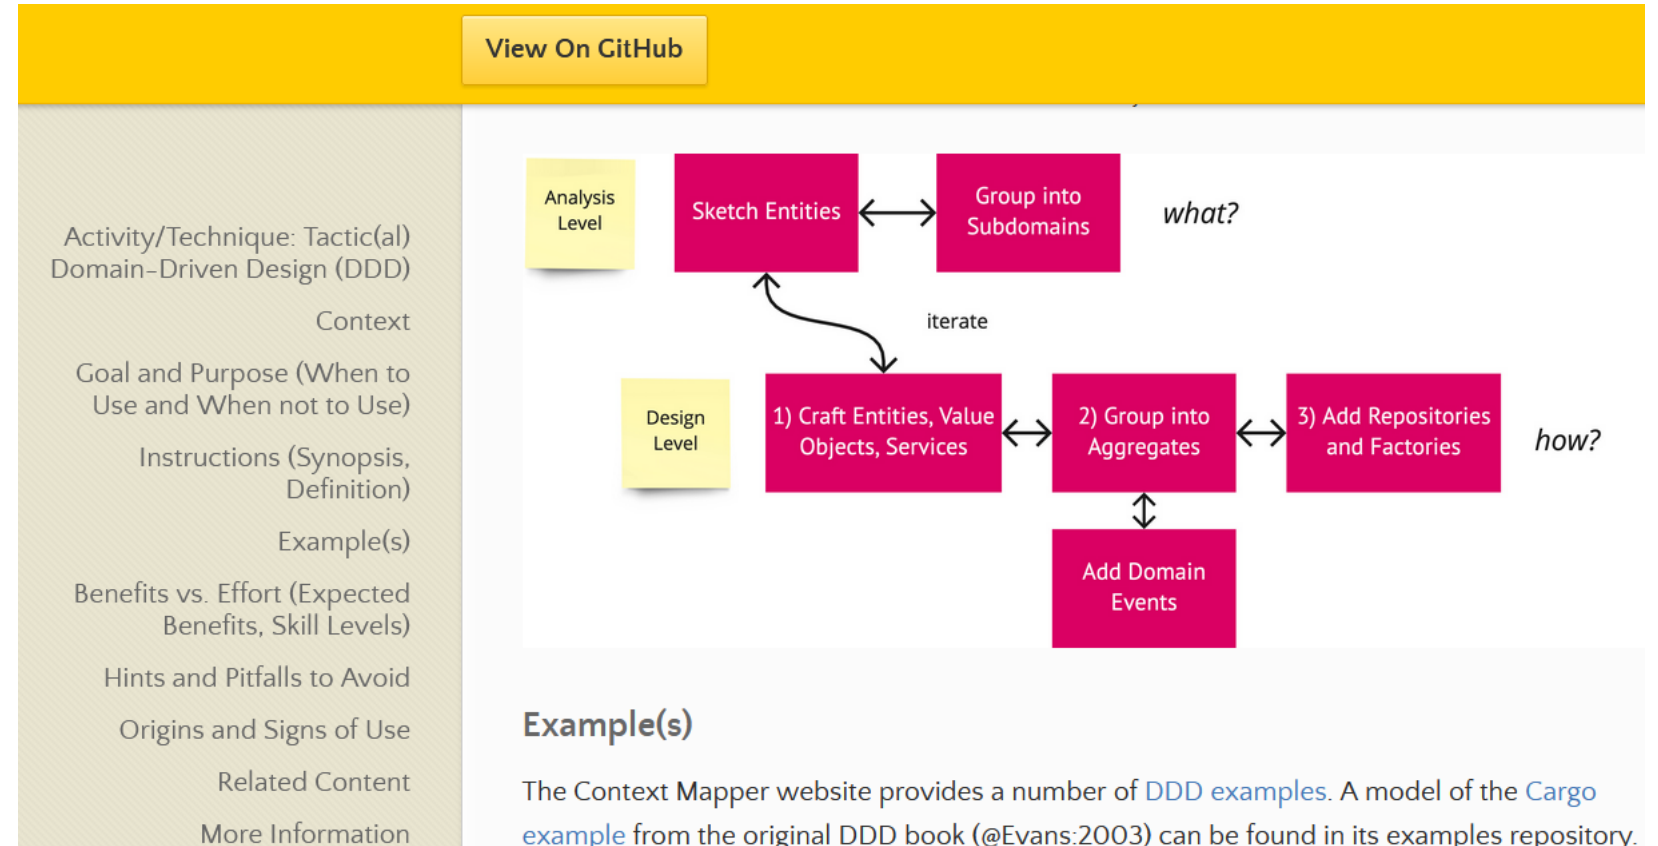 View On GitHub
Activity/Technique: Tactic(al)
Domain-Driven Design (DDD)
Context
Goal and Purpose (When to
Use and When not to Use)
Instructions (Synopsis,
Definition)
Example(s)
Benefits vs. Effort (Expected
Benefits, Skill Levels)
Hints and Pitfalls to Avoid
Origins and Signs of Use
Related Content
More Information
Analysis
Level
Sketch Entities
Group into
Subdomains
what?
iterate
Design
Level
1) Craft Entities, Value
Objects, Services
2) Group into
Aggregates
3) Add Repositories
and Factories
how?
Add Domain
Events
Example(s)
The Context Mapper website provides a number of DDD examples. A model of the Cargo
example from the original DDD book (@Evans:2003) can be found in its examples repository.